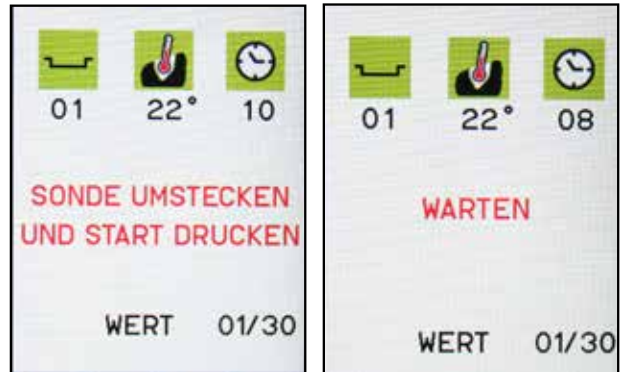 01 22° 10
SONDE UMSTECKEN
UND START DRUCKEN
WERT 01/30
01 22° 08
WARTEN
WERT 01/30